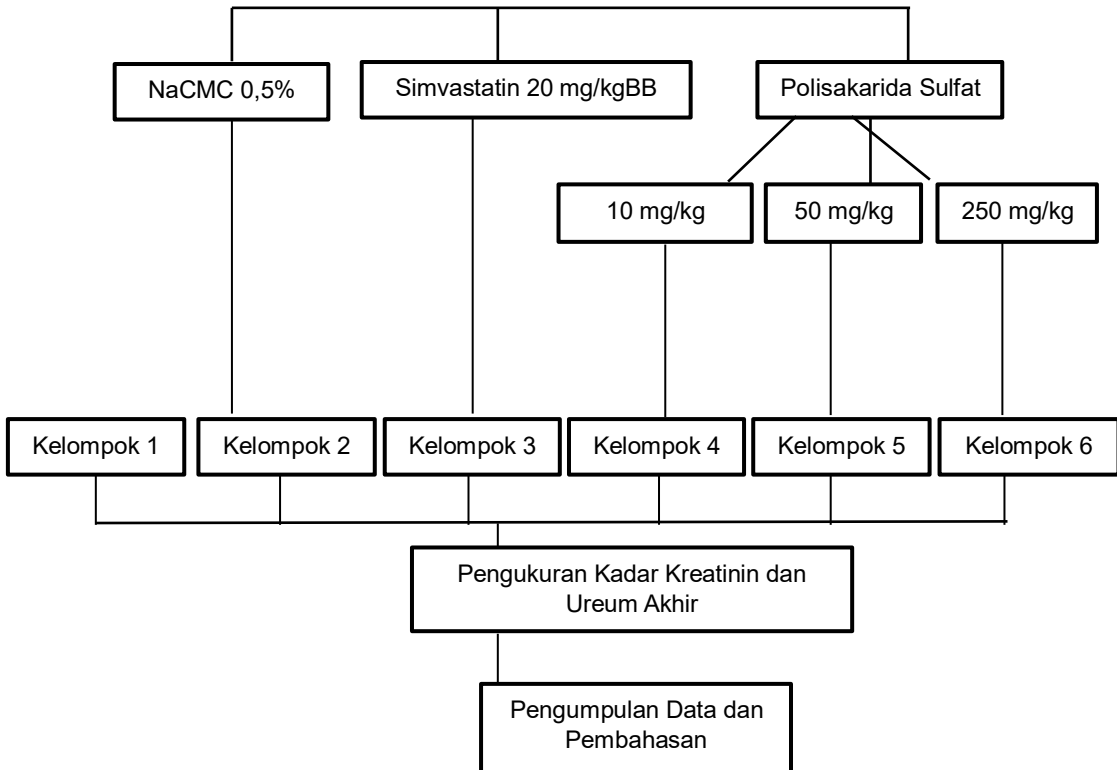 NaCMC 0,5%
Simvastatin 20 mg/kgBB
Polisakarida Sulfat
10 mg/kg
50 mg/kg
250 mg/kg
Kelompok 1
Kelompok 2
Kelompok 3
Kelompok 4
Kelompok 5
Kelompok 6
Pengukuran Kadar Kreatinin dan
Ureum Akhir
Pengumpulan Data dan
Pembahasan